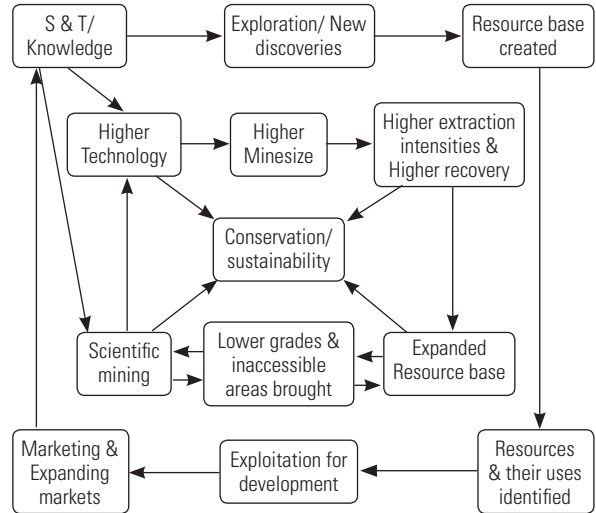 S & T/
Knowledge
Exploration/ New
discoveries
Resource base
created
Higher
Technology
Higher
Minesize
Higher extraction
intensities &
Higher recovery
Conservation/
sustainability
Scientific
mining
Lower grades &
inaccessible
areas brought
Expanded
Resource base
Marketing &
Expanding
markets
Exploitation for
development
Resources
& their uses
identified